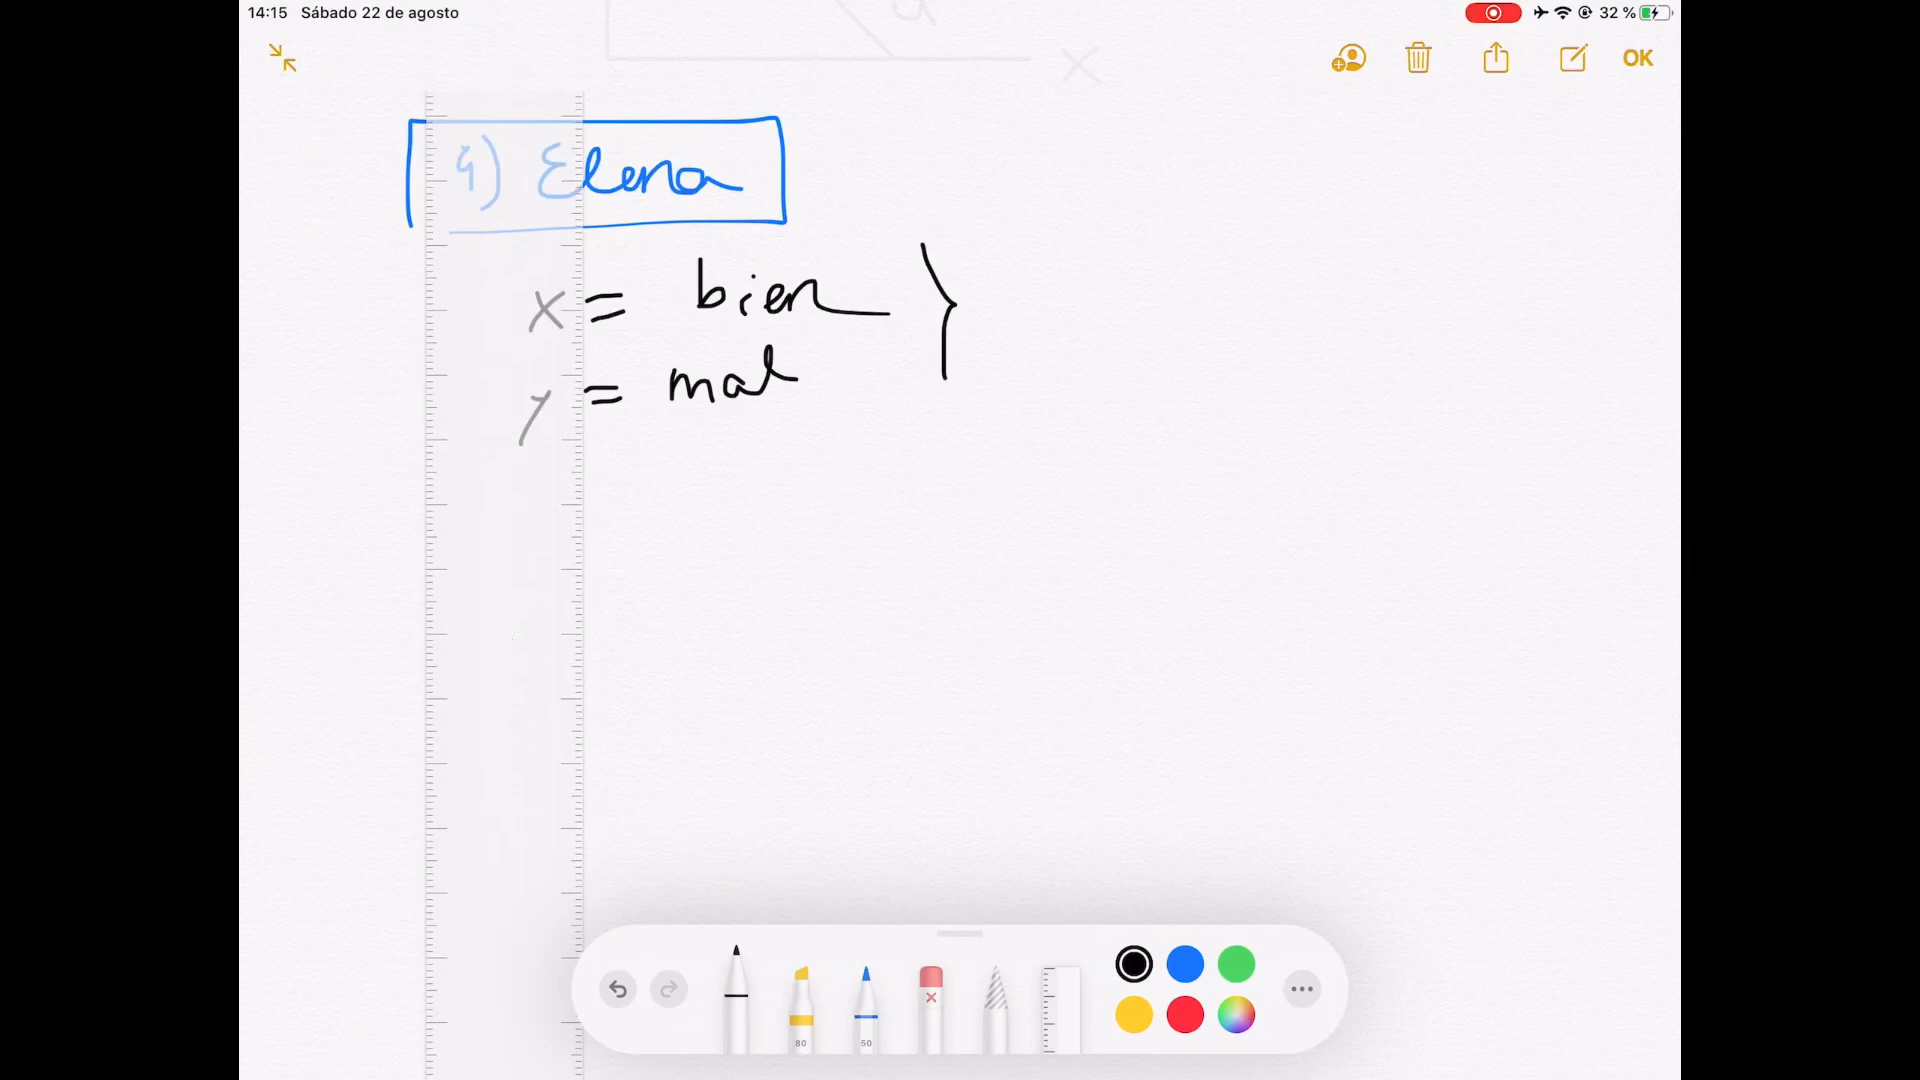 14:15 Sábado 22 de agosto 32 %
OK
4) Elena
x = bien
y = mal
80 50